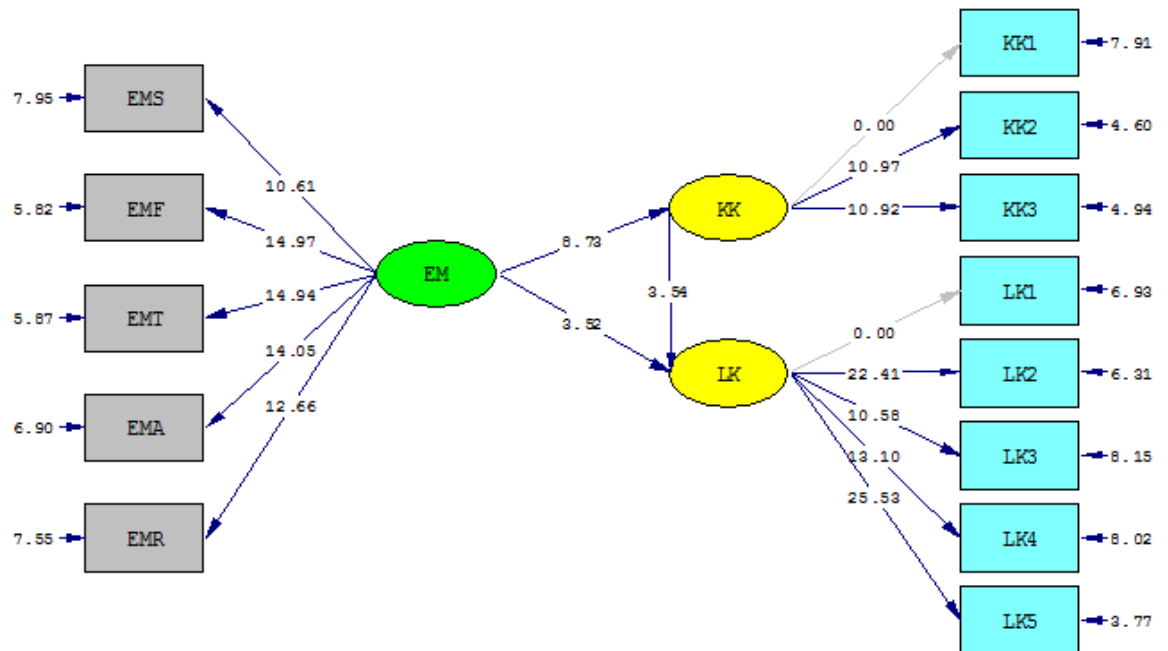 7.95 EMS
5.82 EMF
5.87 EMT
6.90 EMA
7.55 EMR
10.61
14.97
14.94
14.05
12.66
EM
8.73
3.52
KK
3.54
LK
0.00
10.97
10.92
0.00
22.41
10.58
13.10
25.53
KK1 7.91
KK2 4.60
KK3 4.94
LK1 6.93
LK2 6.31
LK3 8.15
LK4 8.02
LK5 3.77